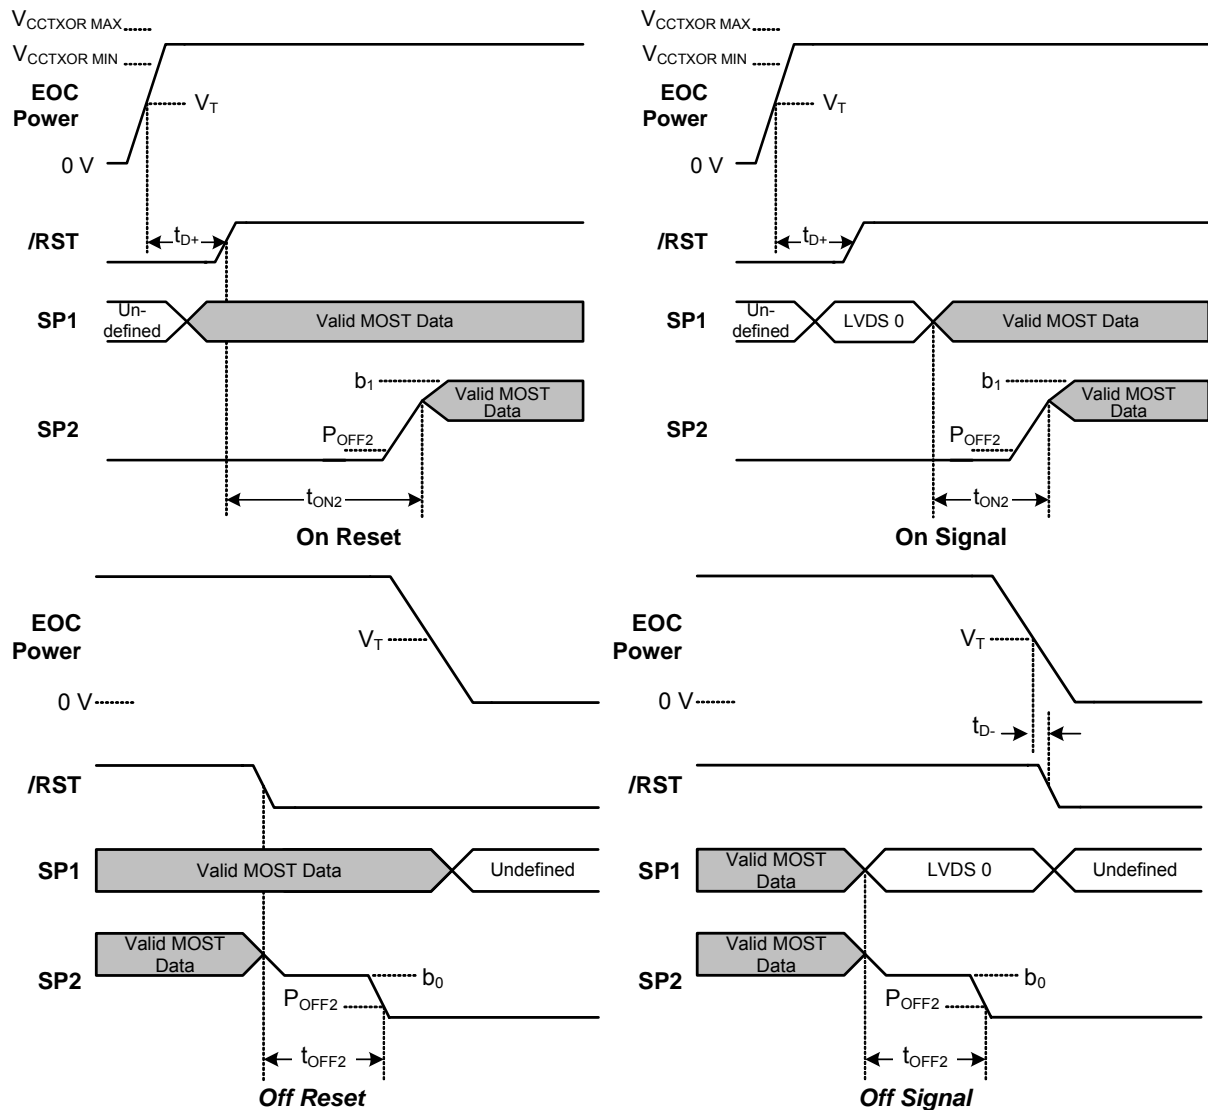 VCCTXOR MAX
VCCTXOR MIN
EOC
Power
VT
0 V
/RST
tD+
SP1
Un-
defined
Valid MOST Data
SP2
b1
POFF2
Valid MOST
Data
tON2
On Reset
VCCTXOR MAX
VCCTXOR MIN
EOC
Power
VT
0 V
/RST
tD+
SP1
Un-
defined
LVDS 0
Valid MOST Data
SP2
b1
POFF2
Valid MOST
Data
tON2
On Signal
EOC
Power
VT
0 V
/RST
SP1
Valid MOST Data
Undefined
SP2
Valid MOST
Data
b0
POFF2
tOFF2
Off Reset
EOC
Power
VT
0 V
tD-
/RST
SP1
Valid MOST
Data
LVDS 0
Undefined
SP2
Valid MOST
Data
b0
POFF2
tOFF2
Off Signal